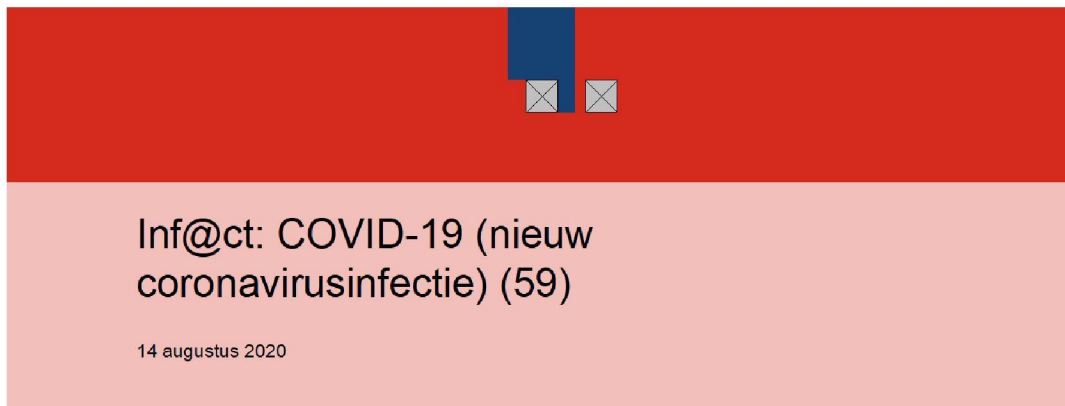 Inf@ct: COVID-19 (nieuw
coronavirusinfectie) (59)
14 augustus 2020